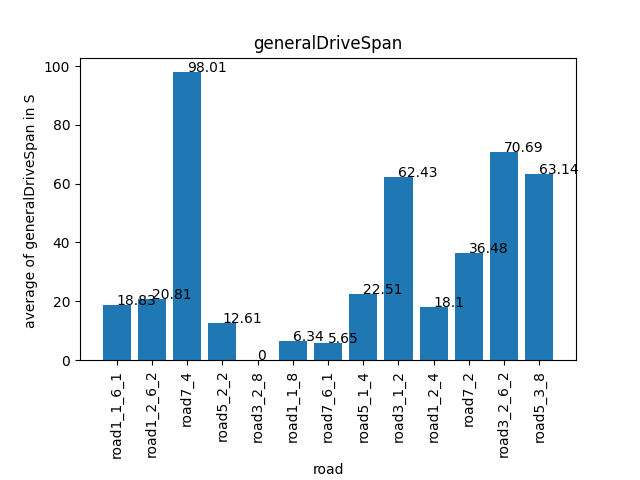 generalDriveSpan
average of generalDriveSpan in S
100
80
60
40
20
0
18.83
20.81
98.01
12.61
0
6.34
5.65
22.51
62.43
18.1
36.48
70.69
63.14
road1_1_6_1
road1_2_6_2
road7_4
road5_2_2
road3_2_8
road1_1_8
road7_6_1
road5_1_4
road3_1_2
road1_2_4
road7_2
road3_2_6_2
road5_3_8
road